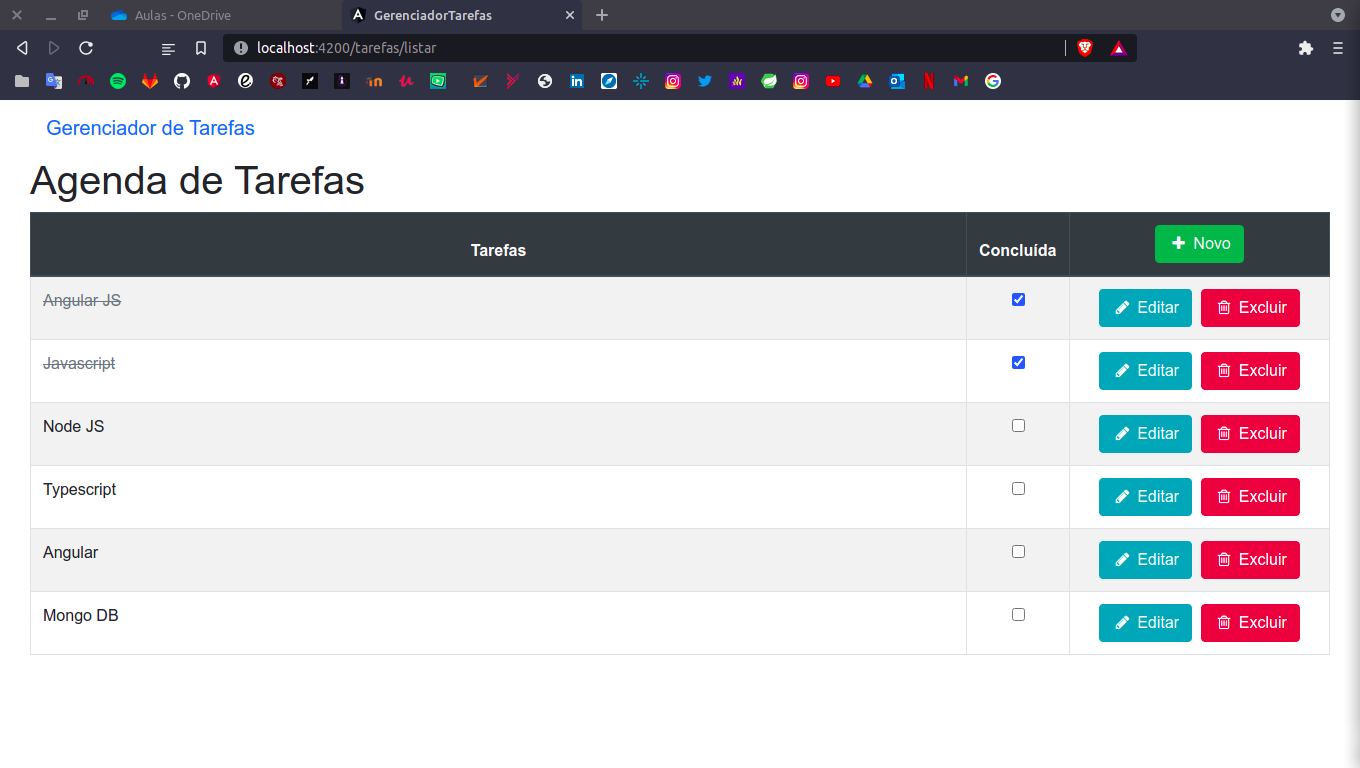 Aulas - OneDrive
GerenciadorTarefas
localhost:4200/tarefas/listar
Gerenciador de Tarefas
Agenda de Tarefas
Tarefas Concluída Novo
Angular JS Editar Excluir
Javascript Editar Excluir
Node JS Editar Excluir
Typescript Editar Excluir
Angular Editar Excluir
Mongo DB Editar Excluir